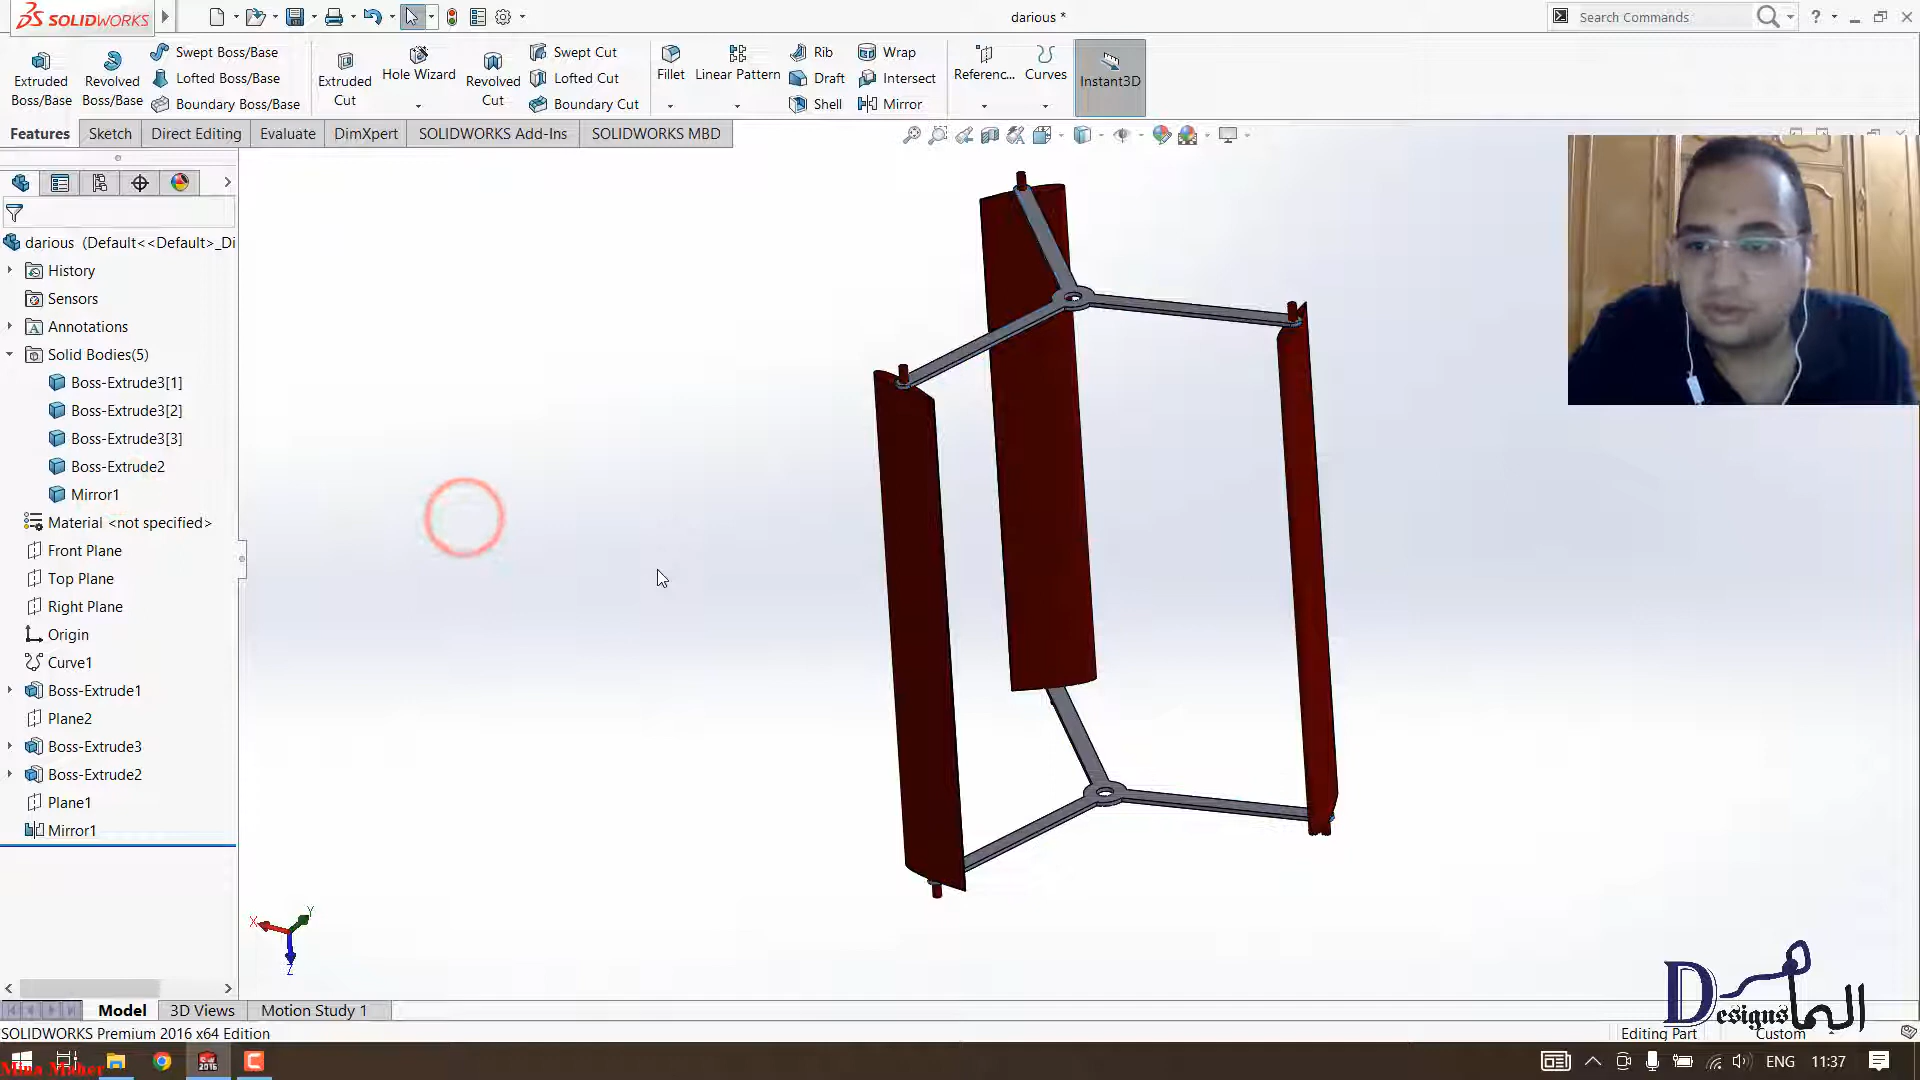 SOLIDWORKS
darious *
Search Commands
Extruded Boss/Base
Revolved Boss/Base
Swept Boss/Base
Lofted Boss/Base
Boundary Boss/Base
Extruded Cut
Hole Wizard
Revolved Cut
Swept Cut
Lofted Cut
Boundary Cut
Fillet
Linear Pattern
Rib
Draft
Shell
Wrap
Intersect
Mirror
Referenc...
Curves
Instant3D
Features
Sketch
Direct Editing
Evaluate
DimXpert
SOLIDWORKS Add-Ins
SOLIDWORKS MBD
darious (Default<<Default>_Di
History
Sensors
Annotations
Solid Bodies(5)
Boss-Extrude3[1]
Boss-Extrude3[2]
Boss-Extrude3[3]
Boss-Extrude2
Mirror1
Material <not specified>
Front Plane
Top Plane
Right Plane
Origin
Curve1
Boss-Extrude1
Plane2
Boss-Extrude3
Boss-Extrude2
Plane1
Mirror1
X
Y
Z
Model
3D Views
Motion Study 1
SOLIDWORKS Premium 2016 x64 Edition
Editing Part
Custom
Designs
Mina Maher
2016
ENG
11:37